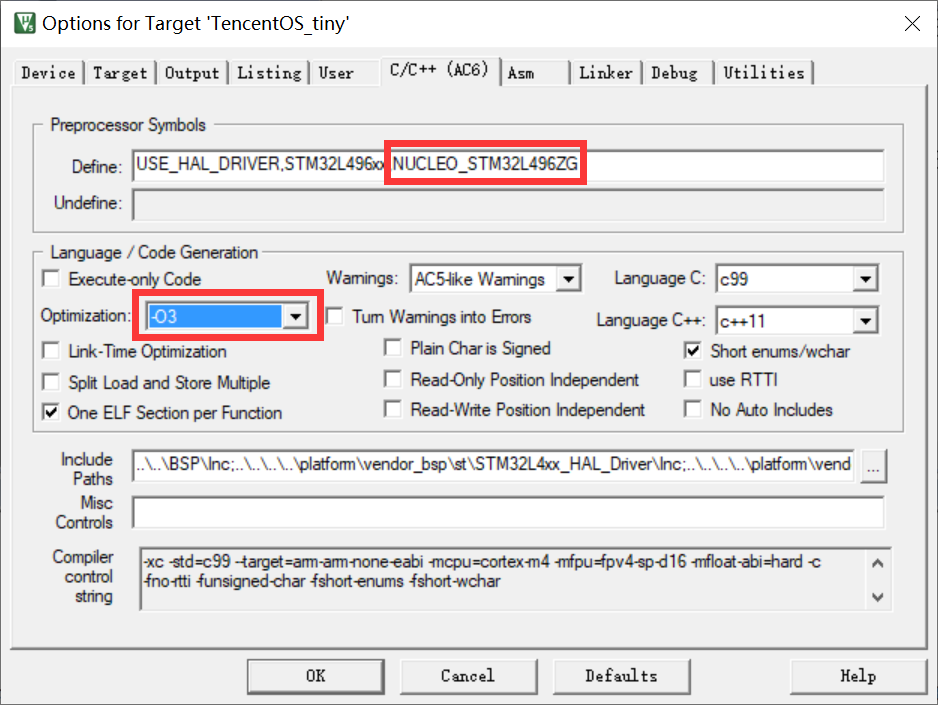 Options for Target 'TencentOS_tiny'
Device Target Output Listing User C/C++ (AC6) Asm Linker Debug Utilities
Preprocessor Symbols
Define: USE_HAL_DRIVER,STM32L496xx NUCLEO_STM32L496ZG
Undefine:
Language / Code Generation
Execute-only Code Warnings: AC5-like Warnings Language C: c99
Optimization: -O3 Turn Warnings into Errors Language C++: c++11
Link-Time Optimization Plain Char is Signed Short enums/wchar
Split Load and Store Multiple Read-Only Position Independent use RTTI
One ELF Section per Function Read-Write Position Independent No Auto Includes
Include Paths ..\..\BSP\Inc;..\..\..\..\platform\vendor_bsp\st\STM32L4xx_HAL_Driver\Inc;..\..\..\..\platform\vend ...
Misc Controls
Compiler control string -xc -std=c99 --target=arm-arm-none-eabi -mcpu=cortex-m4 -mfpu=fpv4-sp-d16 -mfloat-abi=hard -c
-fno-rtti -funsigned-char -fshort-enums -fshort-wchar
OK Cancel Defaults Help